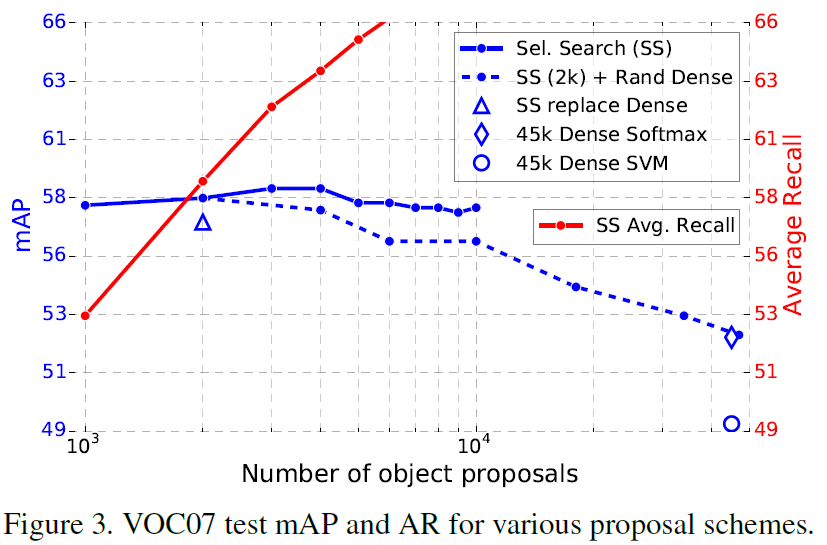 66
63
61
58
56
53
51
49
mAP
66
63
61
58
56
53
51
49
Average Recall
Sel. Search (SS)
SS (2k) + Rand Dense
SS replace Dense
45k Dense Softmax
45k Dense SVM
SS Avg. Recall
10³
10⁴
Number of object proposals
Figure 3. VOC07 test mAP and AR for various proposal schemes.